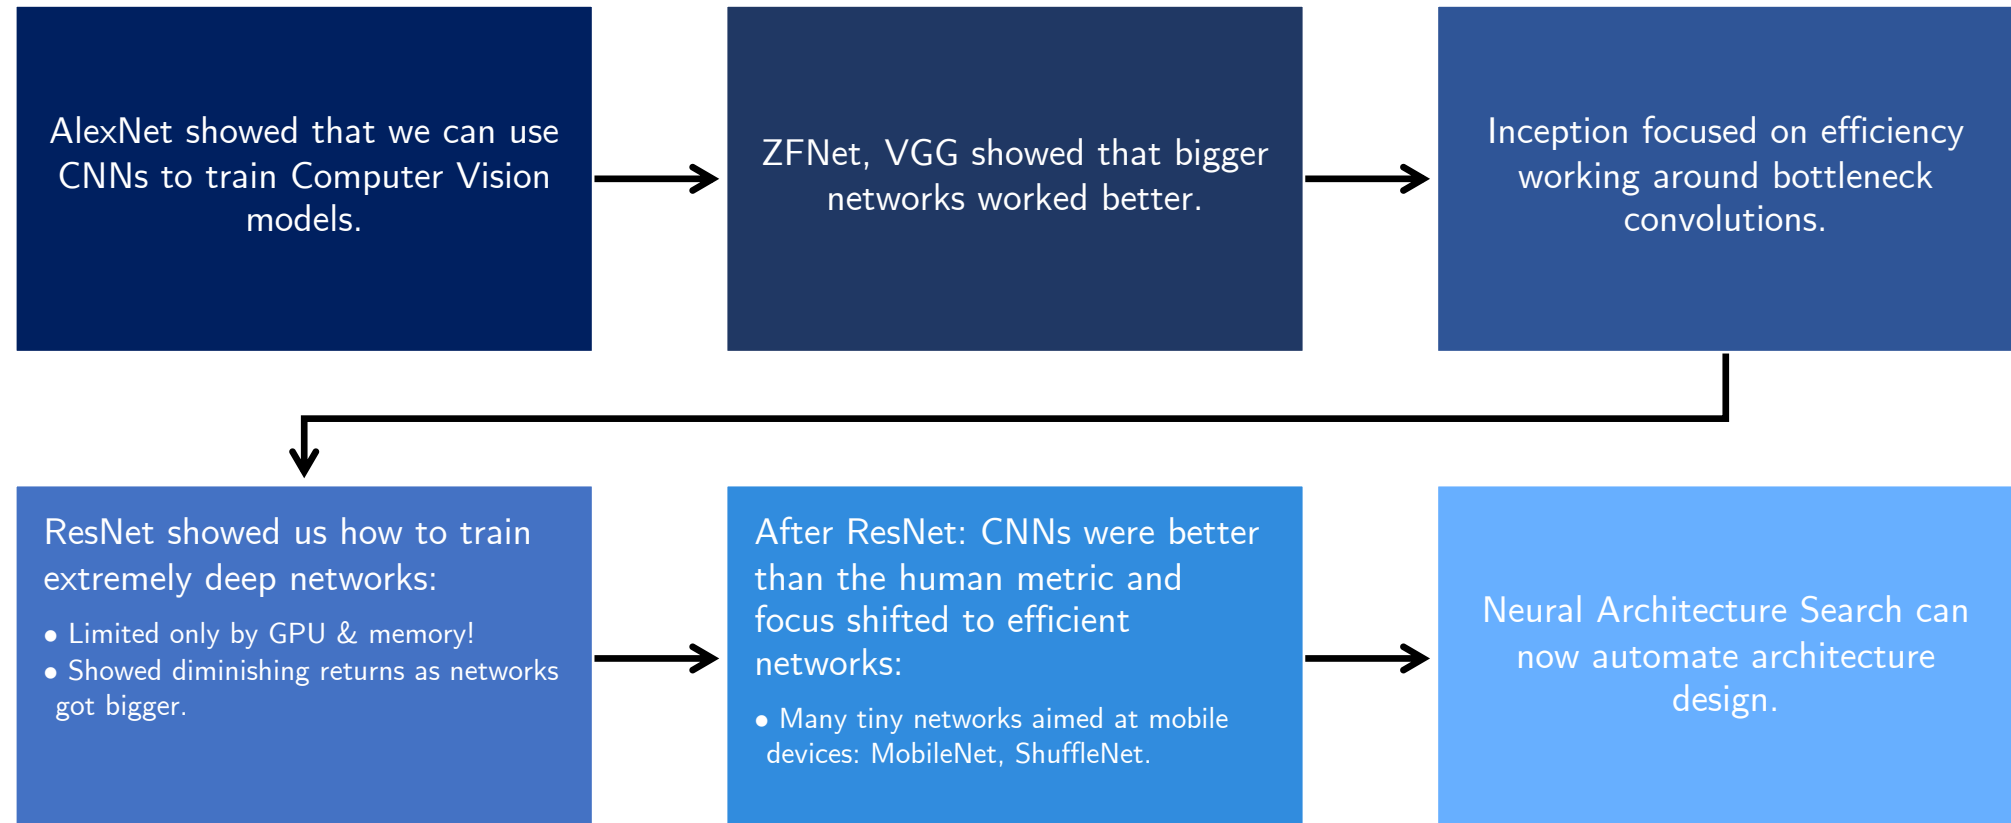 AlexNet showed that we can use
CNNs to train Computer Vision
models.
ZFNet, VGG showed that bigger
networks worked better.
Inception focused on efficiency
working around bottleneck
convolutions.
ResNet showed us how to train
extremely deep networks:
• Limited only by GPU & memory!
• Showed diminishing returns as networks
got bigger.
After ResNet: CNNs were better
than the human metric and
focus shifted to efficient
networks:
• Many tiny networks aimed at mobile
devices: MobileNet, ShuffleNet.
Neural Architecture Search can
now automate architecture
design.